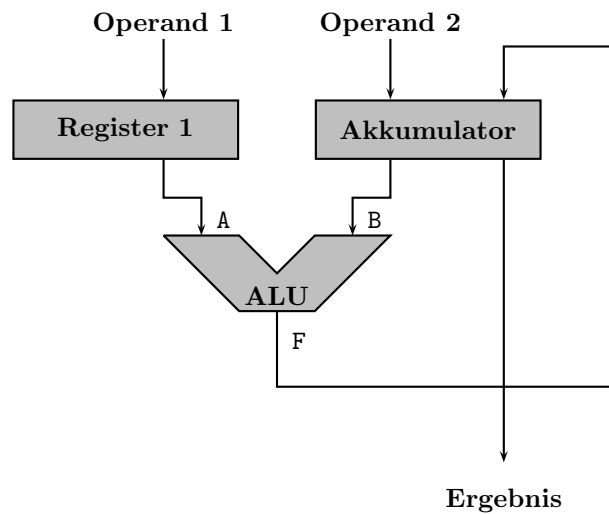 Operand 1
Operand 2
Register 1
Akkumulator
A
B
ALU
F
Ergebnis